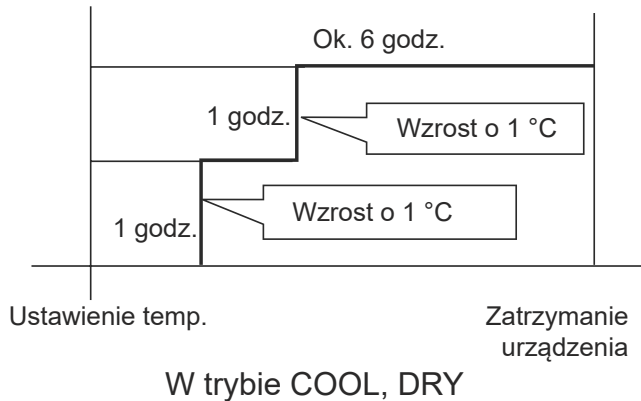 Ok. 6 godz.
1 godz.
Wzrost o 1 °C
Wzrost o 1 °C
1 godz.
Ustawienie temp.
Zatrzymanie
urządzenia
W trybie COOL, DRY